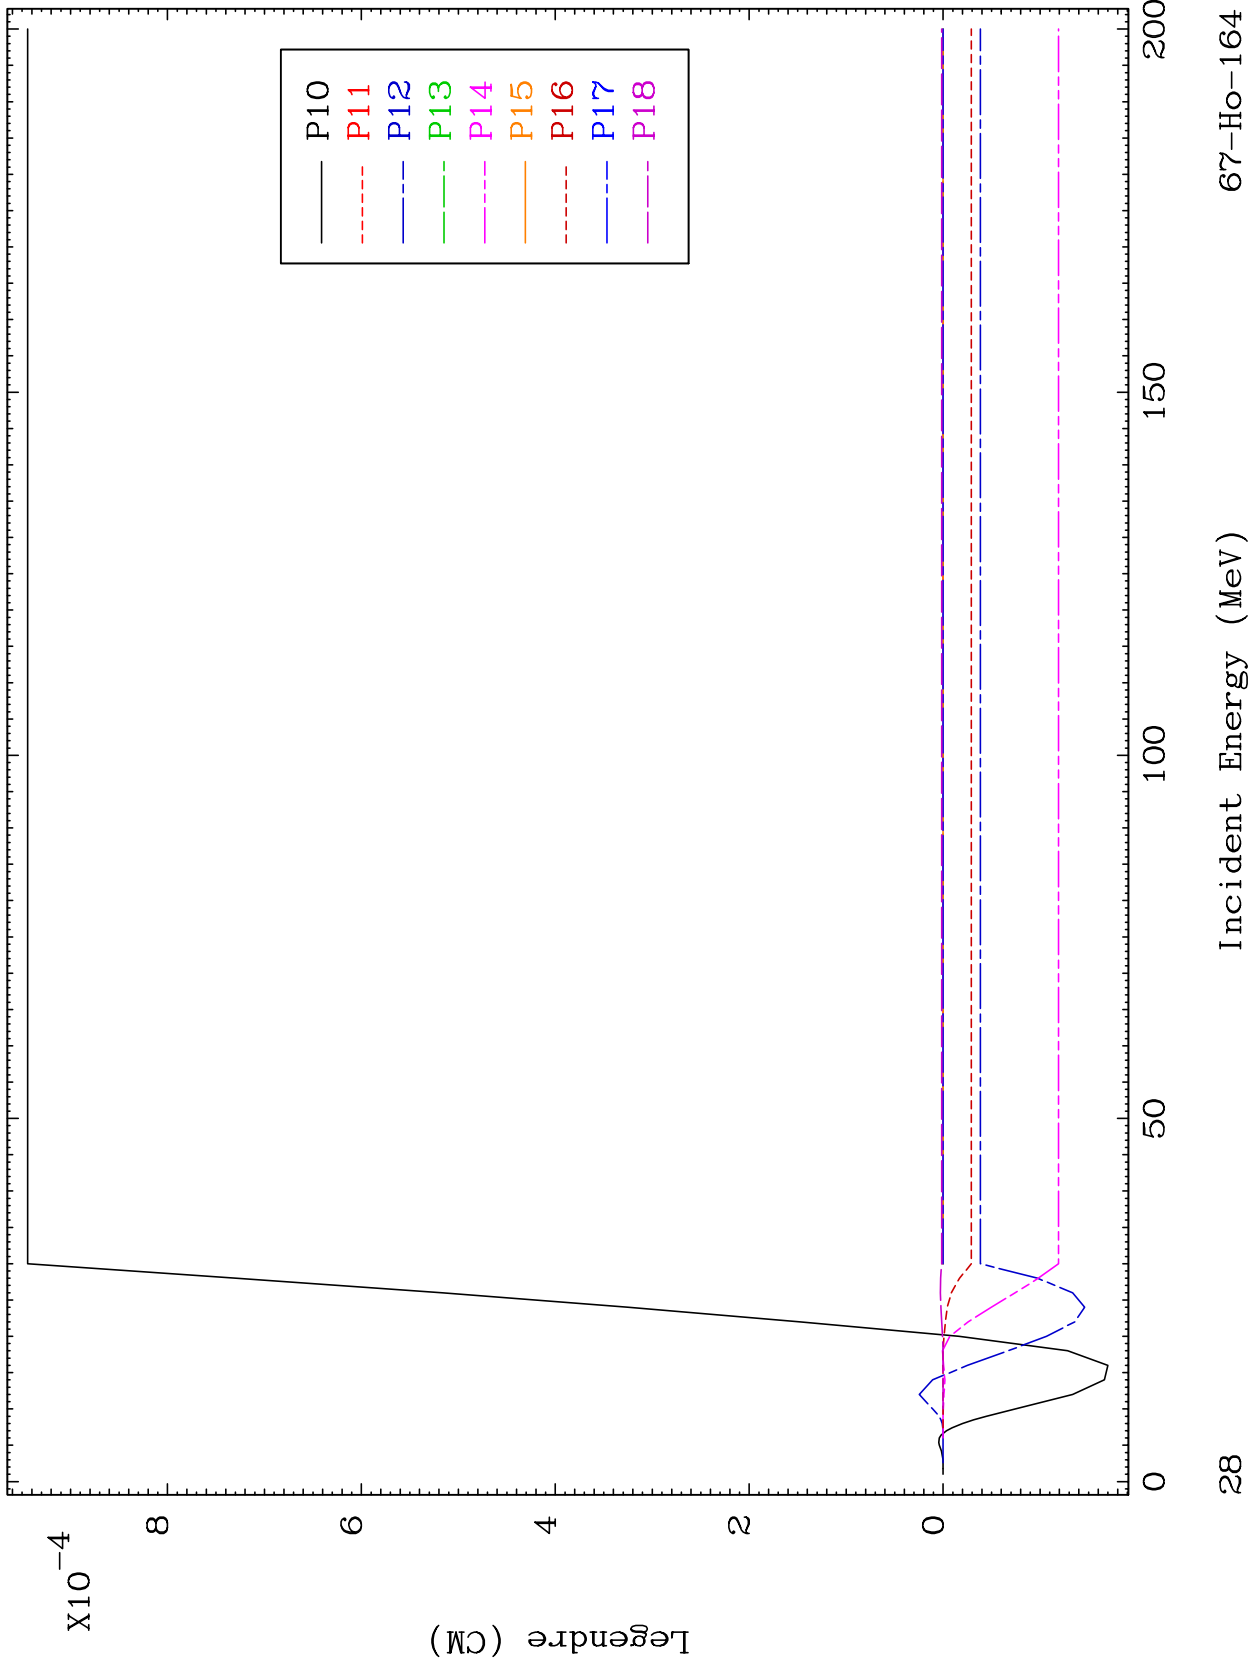 X10-4
8
6
4
2
0
Legendre (CM)
P10
P11
P12
P13
P14
P15
P16
P17
P18
0
50
100
150
200
Incident Energy (MeV)
28
67-Ho-164